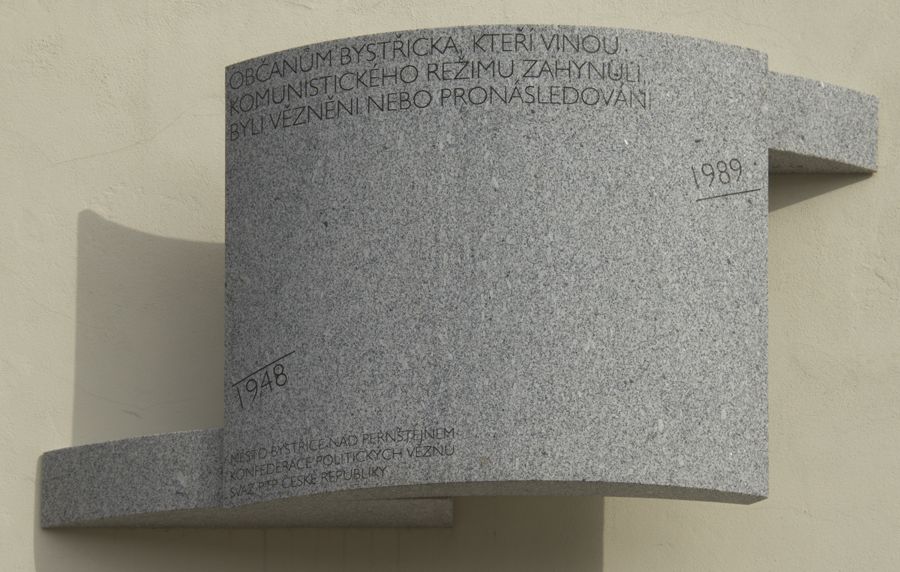 OBČANŮM BYSTŘICKA, KTEŘÍ VINOU
KOMUNISTICKÉHO REŽIMU ZAHYNULI,
BYLI VĚZNĚNI NEBO PRONÁSLEDOVÁNI
1989
1948
MĚSTO BYSTŘICE NAD PERNŠTEJNEM
KONFEDERACE POLITICKÝCH VĚZŇŮ
SVAZ PTP ČESKÉ REPUBLIKY